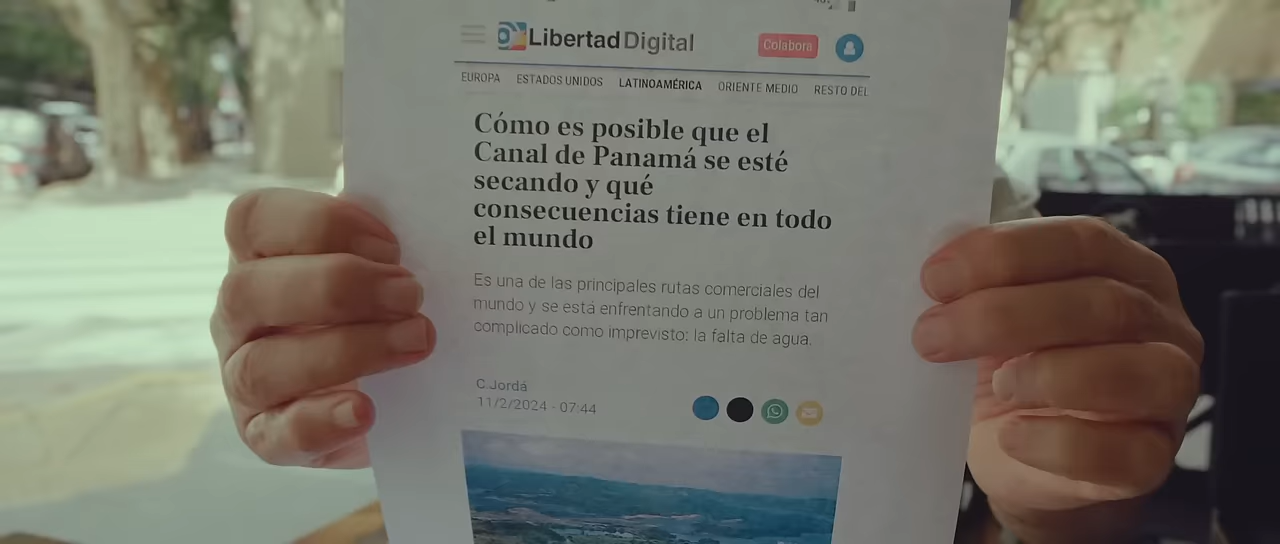 Libertad Digital
Colabora
EUROPA ESTADOS UNIDOS LATINOAMÉRICA ORIENTE MEDIO RESTO DEL
Cómo es posible que el
Canal de Panamá se esté
secando y qué
consecuencias tiene en todo
el mundo
Es una de las principales rutas comerciales del
mundo y se está enfrentando a un problema tan
complicado como imprevisto: la falta de agua.
C.Jordá
11/2/2024 - 07:44